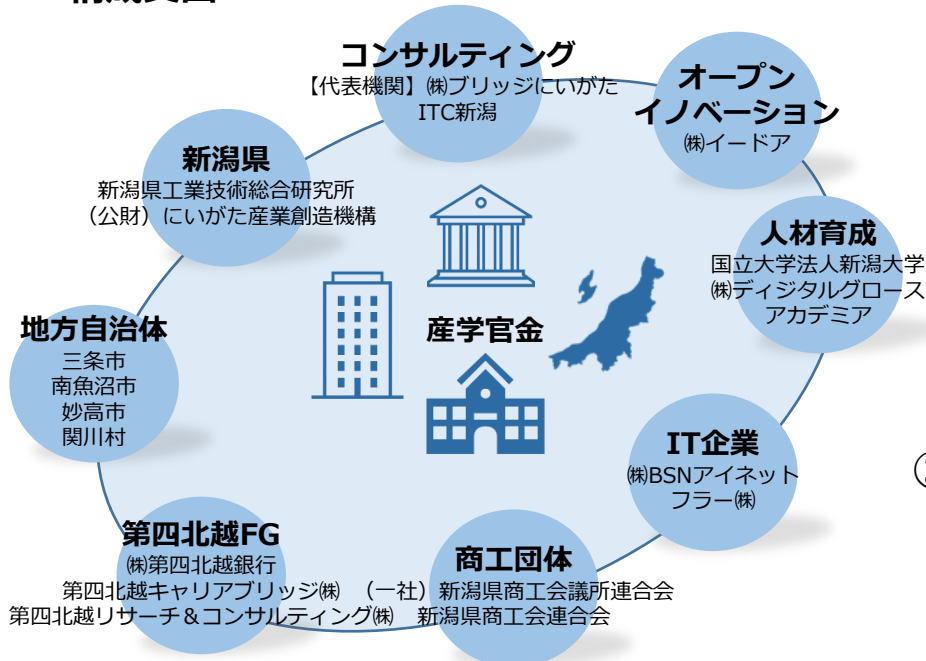 コンサルティング
【代表機関】㈱ブリッジにいがた
ITC新潟
オープン
イノベーション
㈱イードア
新潟県
新潟県工業技術総合研究所
（公財）にいがた産業創造機構
人材育成
国立大学法人新潟大学
㈱ディジタルグロース
アカデミア
産学官金
地方自治体
三条市
南魚沼市
妙高市
関川村
IT企業
㈱BSNアイネット
フラー㈱
第四北越FG
㈱第四北越銀行
第四北越キャリアブリッジ㈱
第四北越リサーチ＆コンサルティング㈱
商工団体
（一社）新潟県商工会議所連合会
新潟県商工会連合会